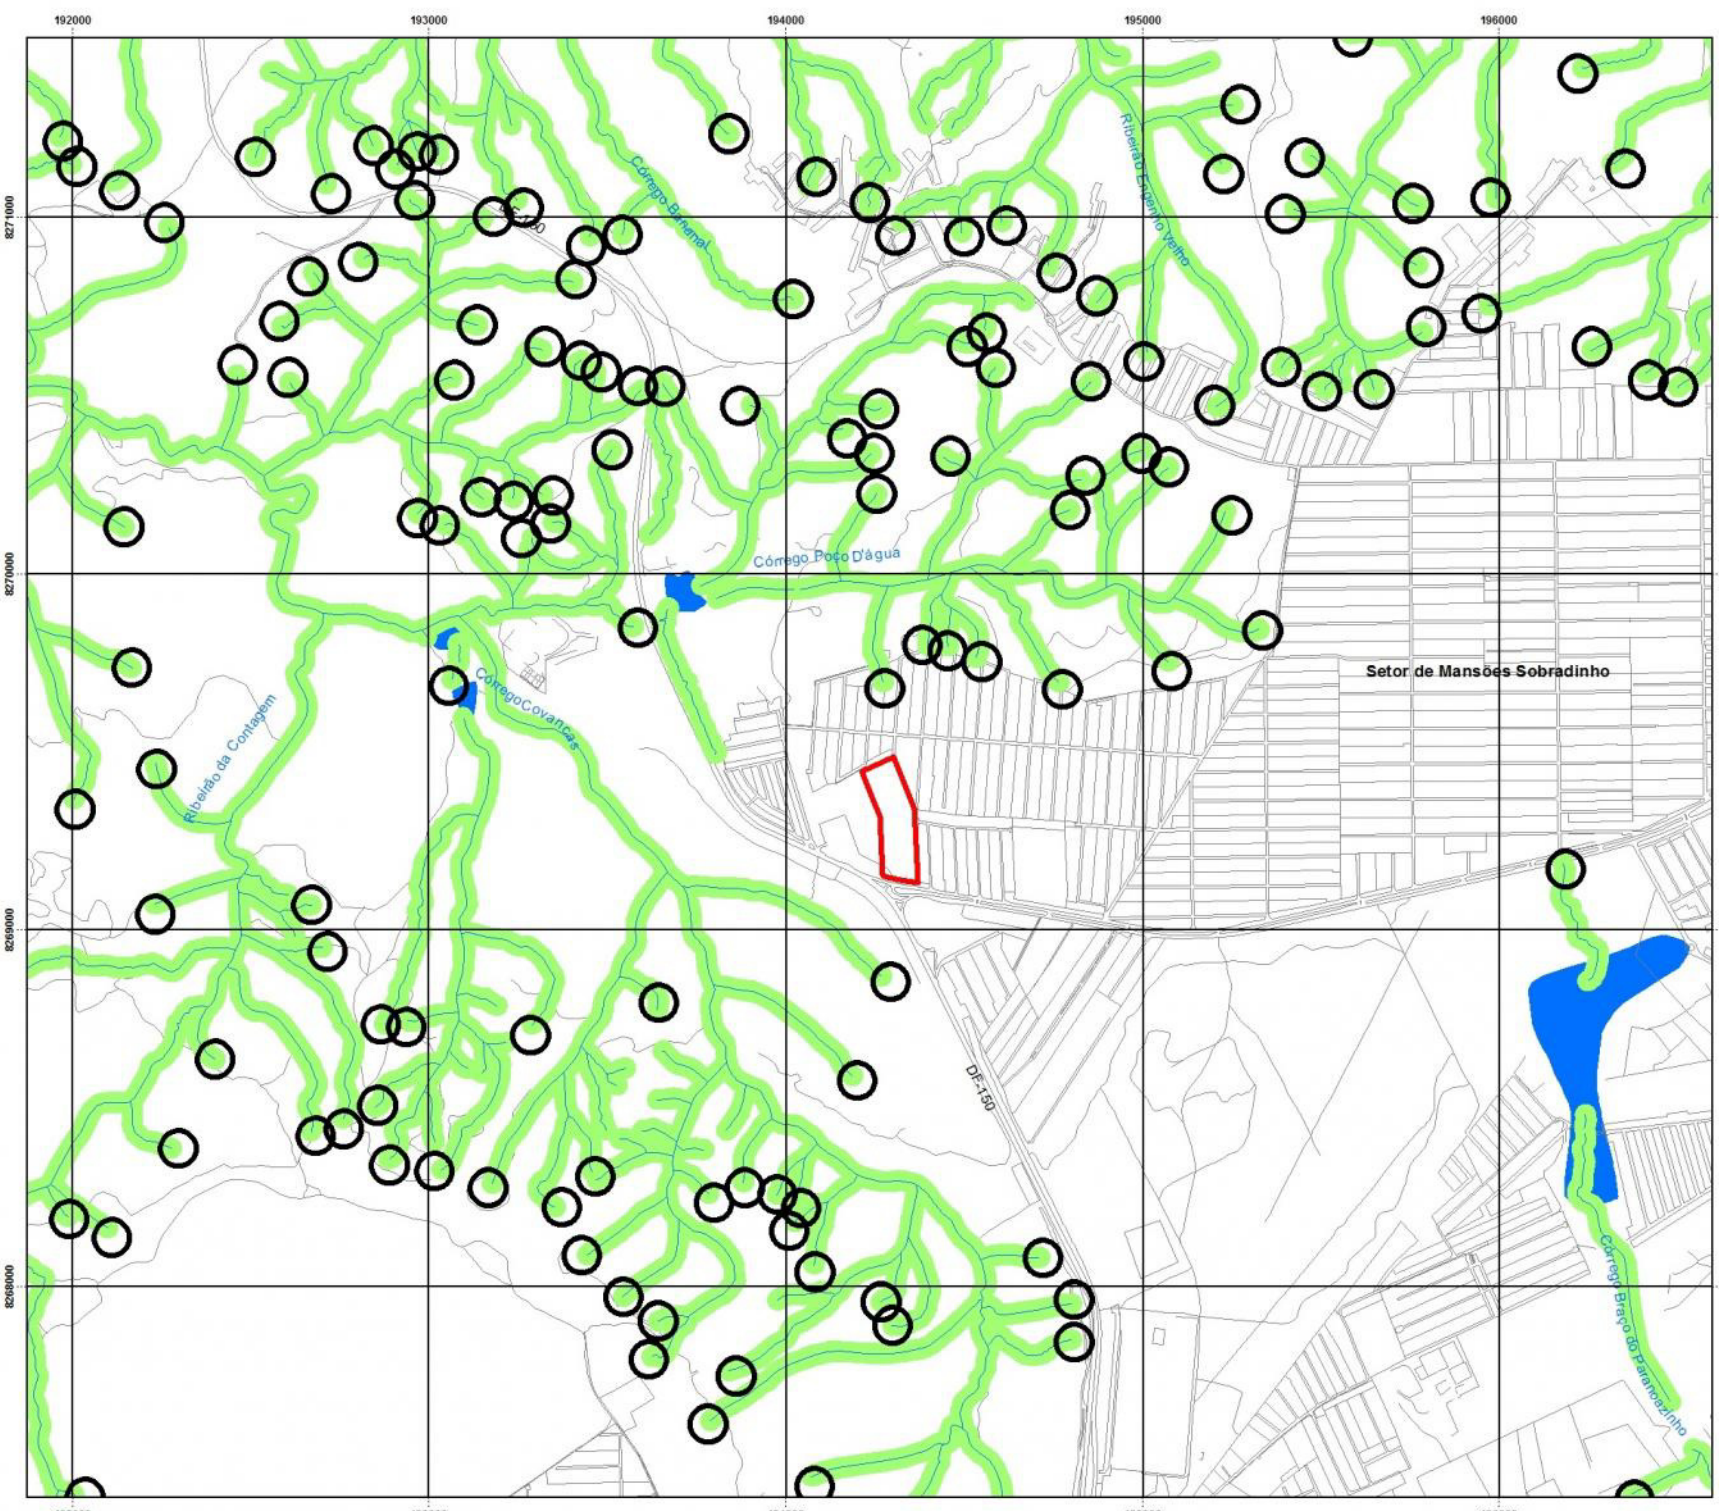 192000 193000 194000 195000 196000
Ribeirão Engenho Velho
Córrego Bananal
8271000
Córrego Poço D'água
8270000
Setor de Mansões Sobradinho
Córrego Covancas
Ribeirão da Contagem
8269000
DF-150
8268000
Córrego Braço do Paranoazinho